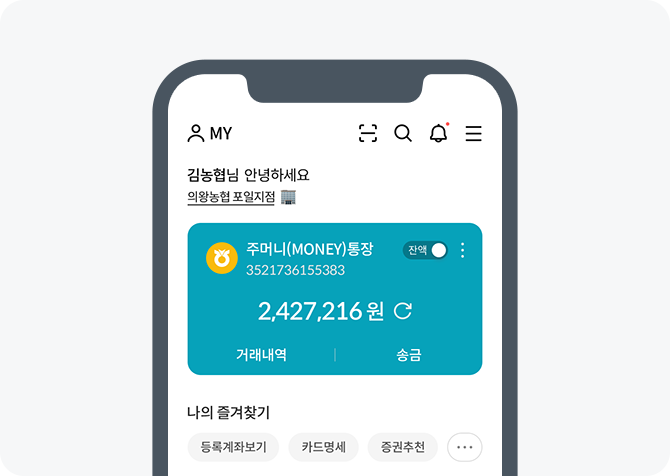 MY
김농협님 안녕하세요
의왕농협 포일지점
주머니(MONEY)통장 잔액
3521736155383
2,427,216 원
거래내역 | 송금
나의 즐겨찾기
등록계좌보기 카드명세 증권추천 ···